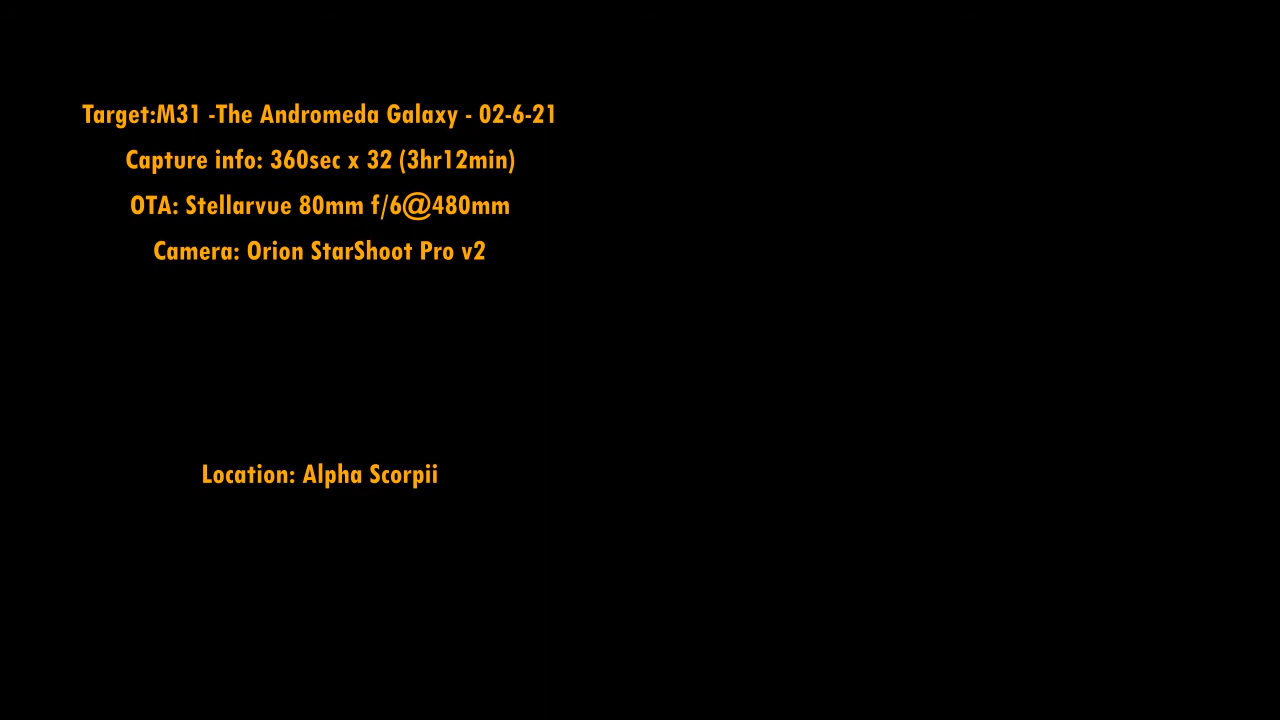 Target:M31 -The Andromeda Galaxy - 02-6-21
Capture info: 360sec x 32 (3hr12min)
OTA: Stellarvue 80mm f/6@480mm
Camera: Orion StarShoot Pro v2
Location: Alpha Scorpii